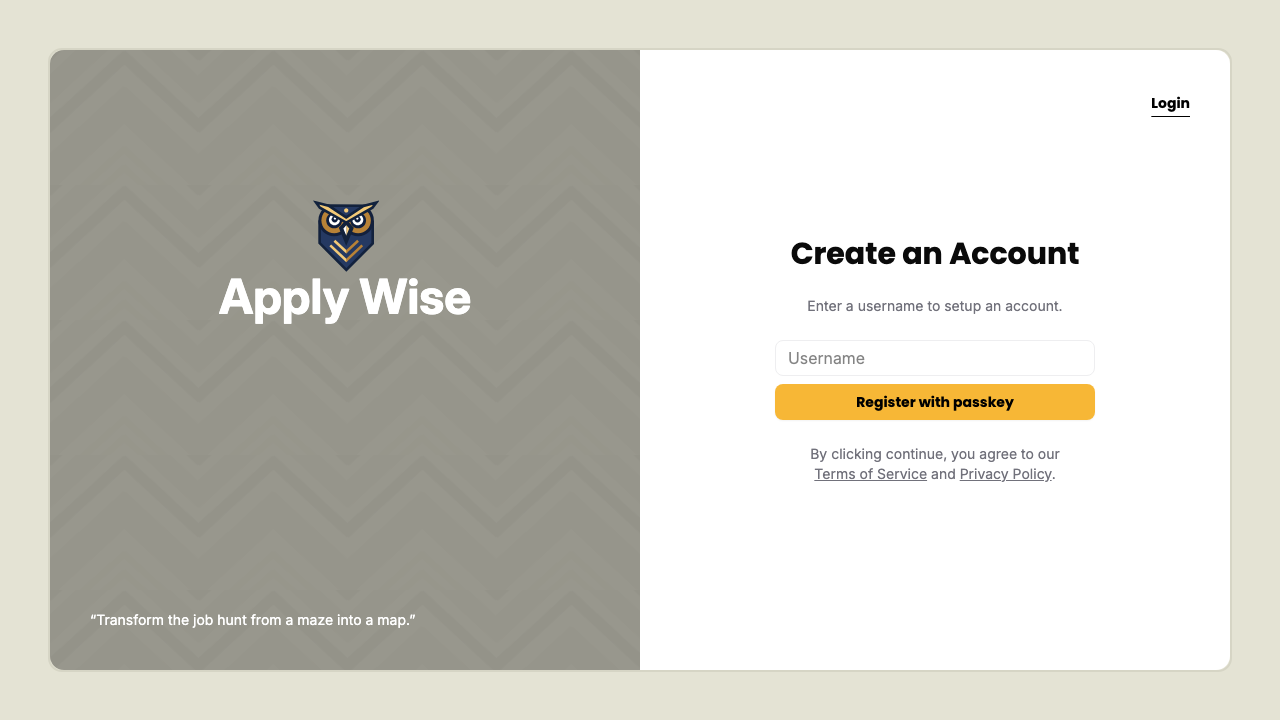 Apply Wise
“Transform the job hunt from a maze into a map.”
Login
Create an Account
Enter a username to setup an account.
Username
Register with passkey
By clicking continue, you agree to our
Terms of Service and Privacy Policy.